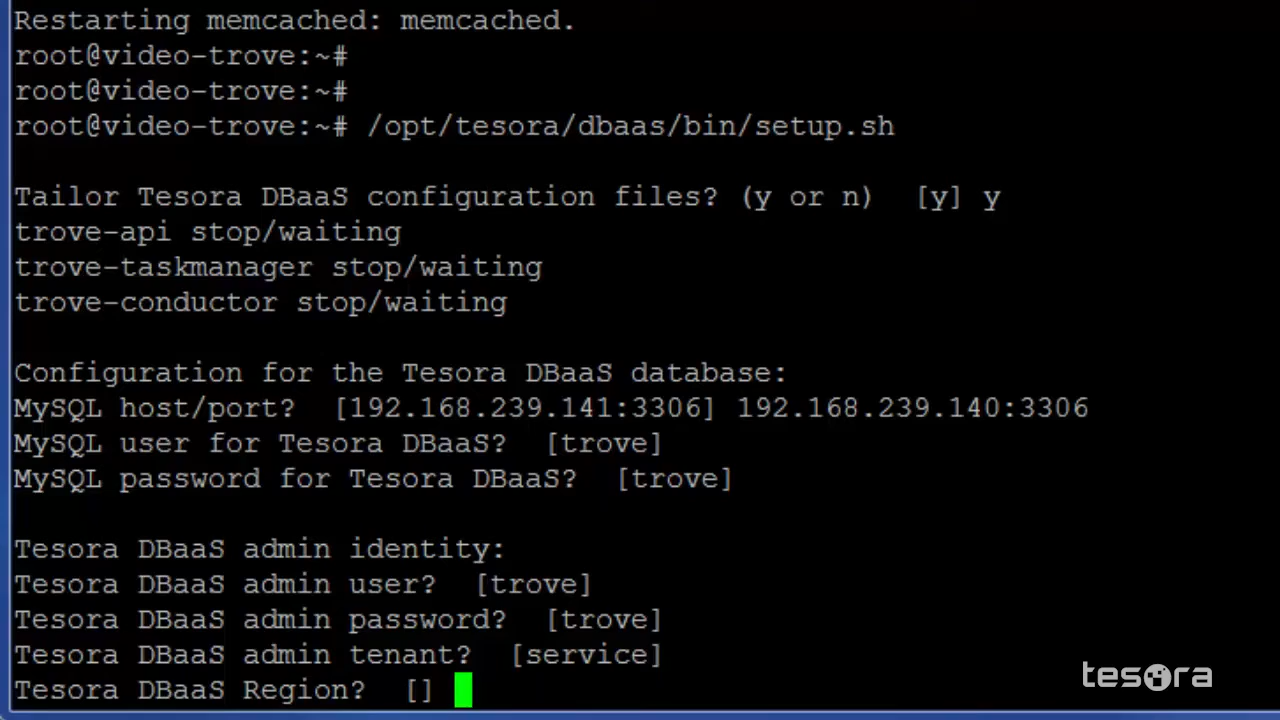 Restarting memcached: memcached.
root@video-trove:~#
root@video-trove:~#
root@video-trove:~# /opt/tesora/dbaas/bin/setup.sh
Tailor Tesora DBaaS configuration files? (y or n)  [y] y
trove-api stop/waiting
trove-taskmanager stop/waiting
trove-conductor stop/waiting
Configuration for the Tesora DBaaS database:
MySQL host/port?  [192.168.239.141:3306] 192.168.239.140:3306
MySQL user for Tesora DBaaS?  [trove]
MySQL password for Tesora DBaaS?  [trove]
Tesora DBaaS admin identity:
Tesora DBaaS admin user?  [trove]
Tesora DBaaS admin password?  [trove]
Tesora DBaaS admin tenant?  [service]
Tesora DBaaS Region?  []
tesora